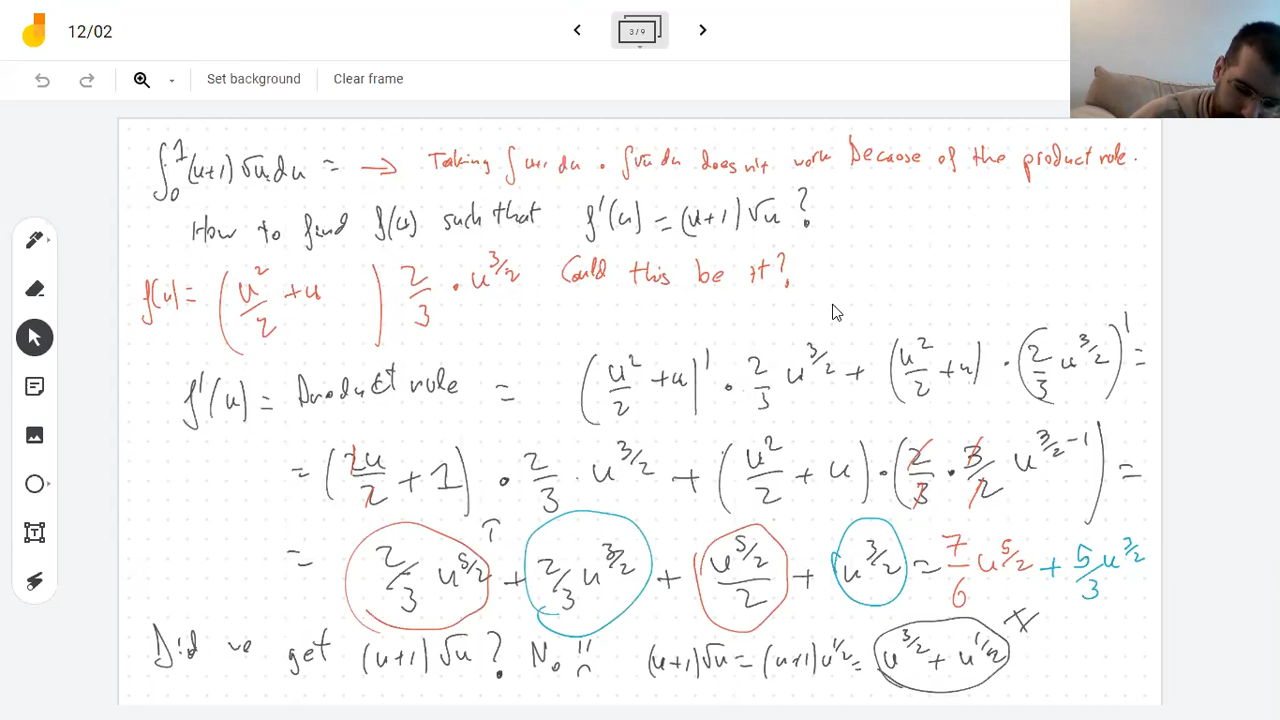 12/02
3 / 9
Set background
Clear frame
∫₀¹ (u+1) √u du = → Taking ∫ u+1 du · ∫√u du doesn't work because of the product rule.
How to find f(u) such that f'(u) = (u+1) √u ?
f(u) = (u²/2 + u) 2/3 · u^(3/2) Could this be it?
f'(u) = Product rule = (u²/2 + u)' · 2/3 u^(3/2) + (u²/2 + u) · (2/3 u^(3/2))' =
= (2u/2 + 1) · 2/3 · u^(3/2) + (u²/2 + u) · (2/3 · 3/2 u^(3/2 - 1)) =
= 2/3 u^(5/2) + 2/3 u^(3/2) + u^(5/2)/2 + u^(3/2) = 7/6 u^(5/2) + 5/3 u^(3/2)
Did we get (u+1) √u ? No (u+1)√u = (u+1) u^(1/2) = u^(3/2) + u^(1/2)